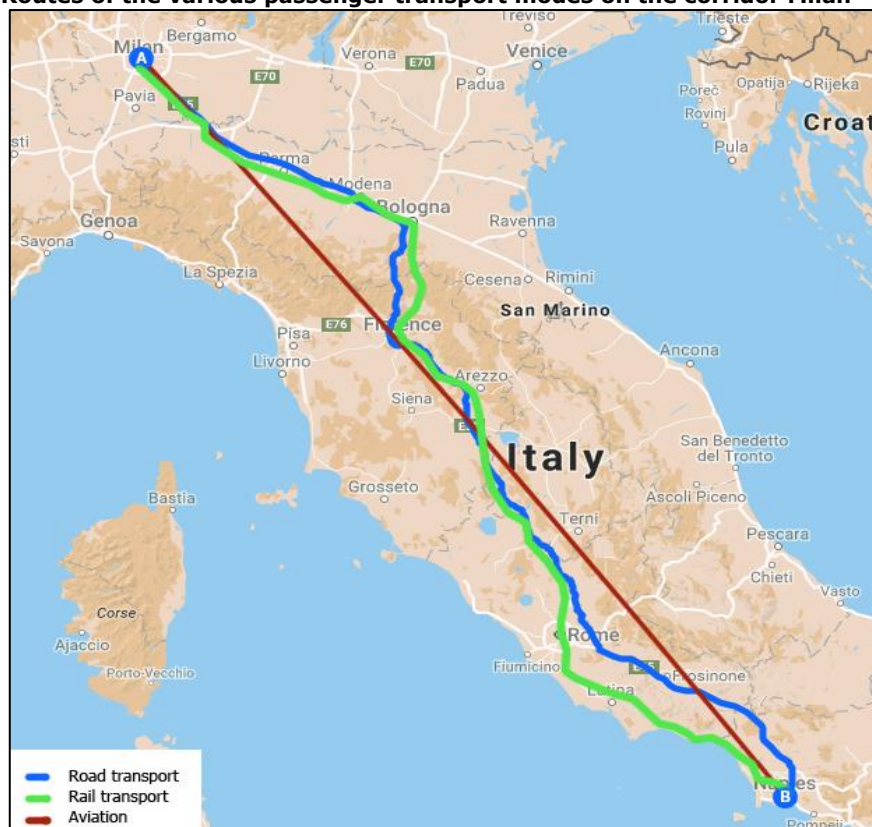 Routes of the various passenger transport modes on the corridor Milan
Milan
Bergamo
Treviso
Trieste
Verona
E70
E70
Padua
Venice
Opatija
Rijeka
Poreč
Rovinj
Croat
Pavia
Pula
sti
Parma
Modena
Genoa
Bologna
Ravenna
Savona
La Spezia
Cesena
Rimini
San Marino
E76
Florence
Pisa
Ancona
Livorno
Arezzo
Siena
San Benedetto
del Tronto
Italy
Grosseto
Ascoli Piceno
Bastia
Terni
Pescara
Chieti
Vasto
Corse
Rome
Ajaccio
Fiumicino
Frosinone
Porto-Vecchio
Latina
Road transport
Rail transport
Aviation
Naples
Pompeii
A
B